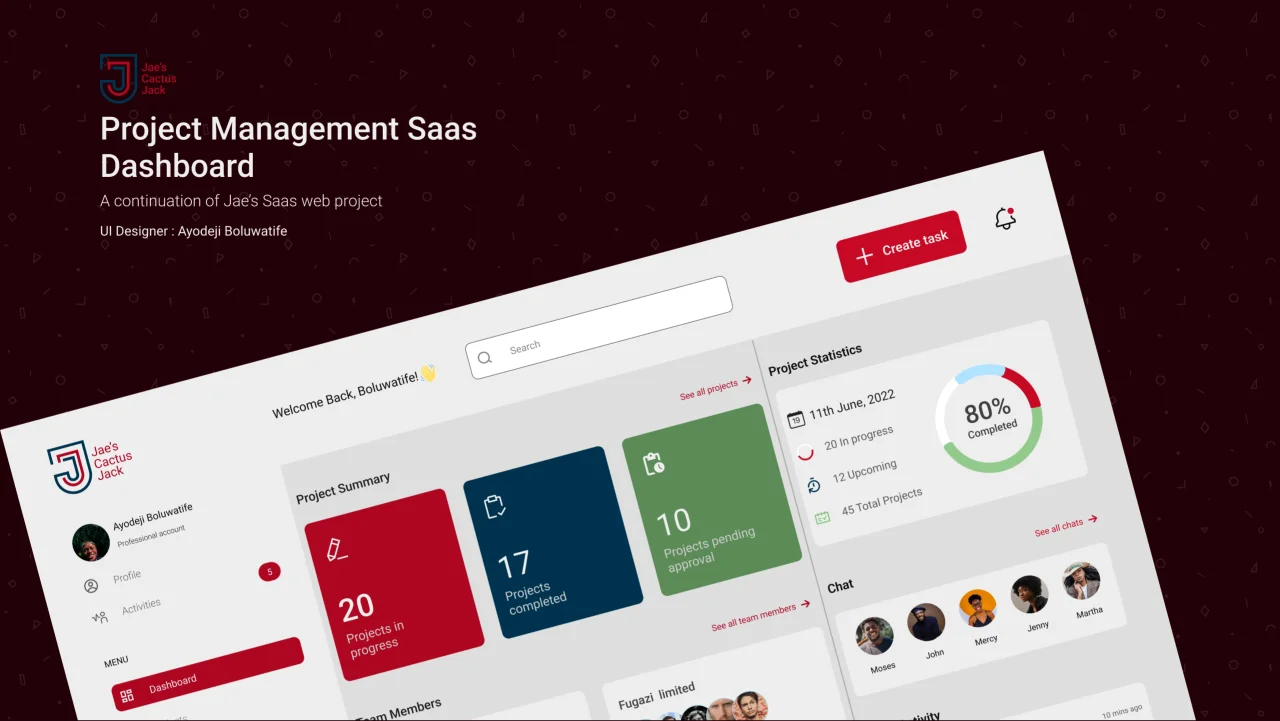 Jae's
Cactus
Jack
Project Management Saas
Dashboard
A continuation of Jae's Saas web project
UI Designer : Ayodeji Boluwatife
Create task
Search
Welcome Back, Boluwatife!👋
Jae's
Cactus
Jack
Ayodeji Boluwatife
Professional account
Profile
5
Activities
MENU
Dashboard
Project Summary
See all projects
20
Projects in
progress
17
Projects
completed
10
Projects pending
approval
Project Statistics
11th June, 2022
19
20 In progress
12 Upcoming
45 Total Projects
80%
Completed
See all chats
Chat
Moses
John
Mercy
Jenny
Martha
See all team members
Team Members
Fugazi limited
10 mins ago